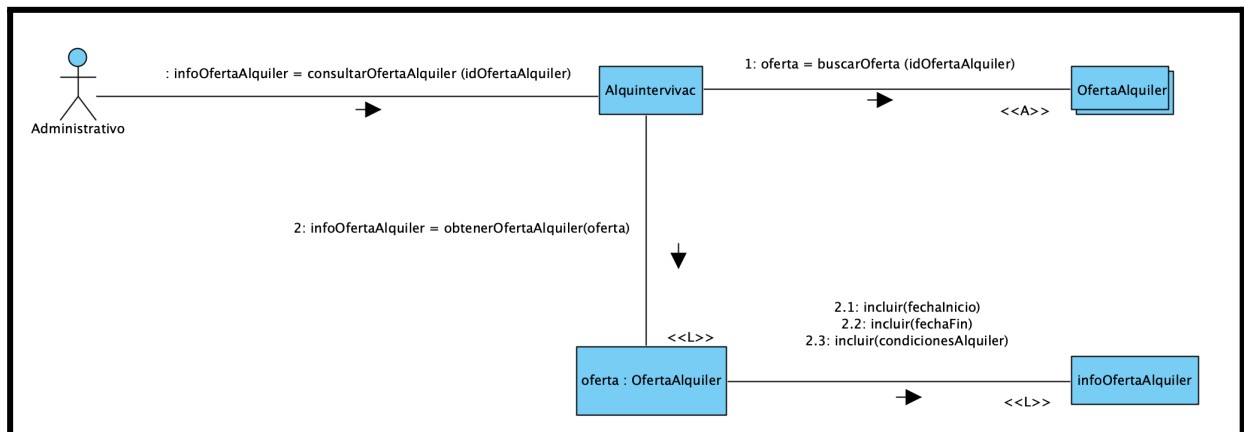 : infoOfertaAlquiler = consultarOfertaAlquiler (idOfertaAlquiler)
1: oferta = buscarOferta (idOfertaAlquiler)
Alquintervivac
OfertaAlquiler
<<A>>
Administrativo
2: infoOfertaAlquiler = obtenerOfertaAlquiler(oferta)
2.1: incluir(fechaInicio)
2.2: incluir(fechaFin)
2.3: incluir(condicionesAlquiler)
<<L>>
oferta : OfertaAlquiler
infoOfertaAlquiler
<<L>>